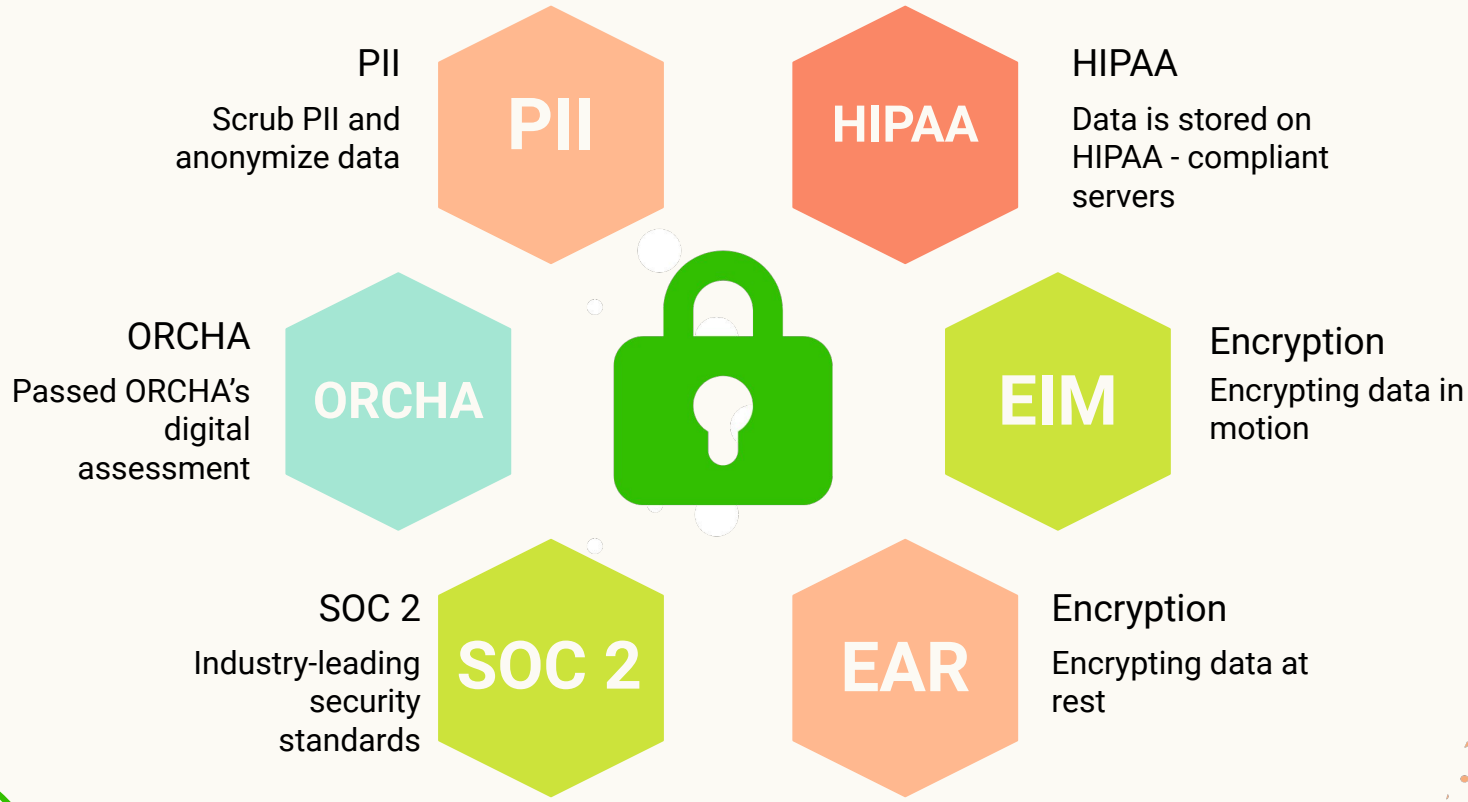 PII
Scrub PII and
anonymize data
PII
HIPAA
HIPAA
Data is stored on
HIPAA - compliant
servers
ORCHA
Passed ORCHA’s
digital
assessment
ORCHA
EIM
Encryption
Encrypting data in
motion
SOC 2
Industry-leading
security
standards
SOC 2
EAR
Encryption
Encrypting data at
rest